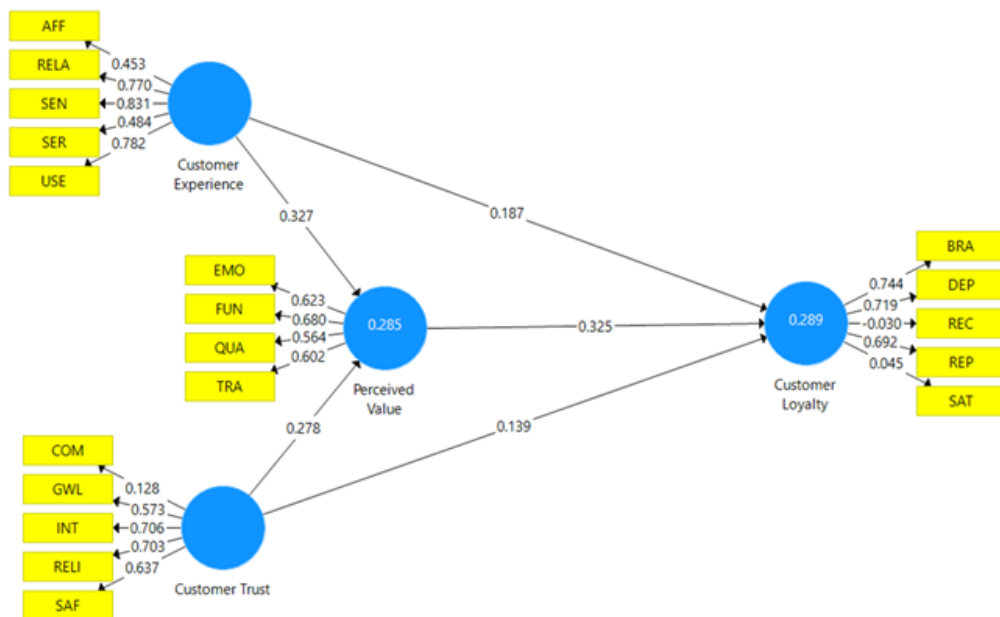 AFF
RELA
SEN
SER
USE
0.453
0.770
0.831
0.484
0.782
Customer
Experience
0.327
0.187
EMO
FUN
QUA
TRA
0.623
0.680
0.564
0.602
0.285
Perceived
Value
0.325
0.278
0.139
COM
GWL
INT
RELI
SAF
0.128
0.573
0.706
0.703
0.637
Customer Trust
0.289
Customer
Loyalty
0.744
0.719
-0.030
0.692
0.045
BRA
DEP
REC
REP
SAT